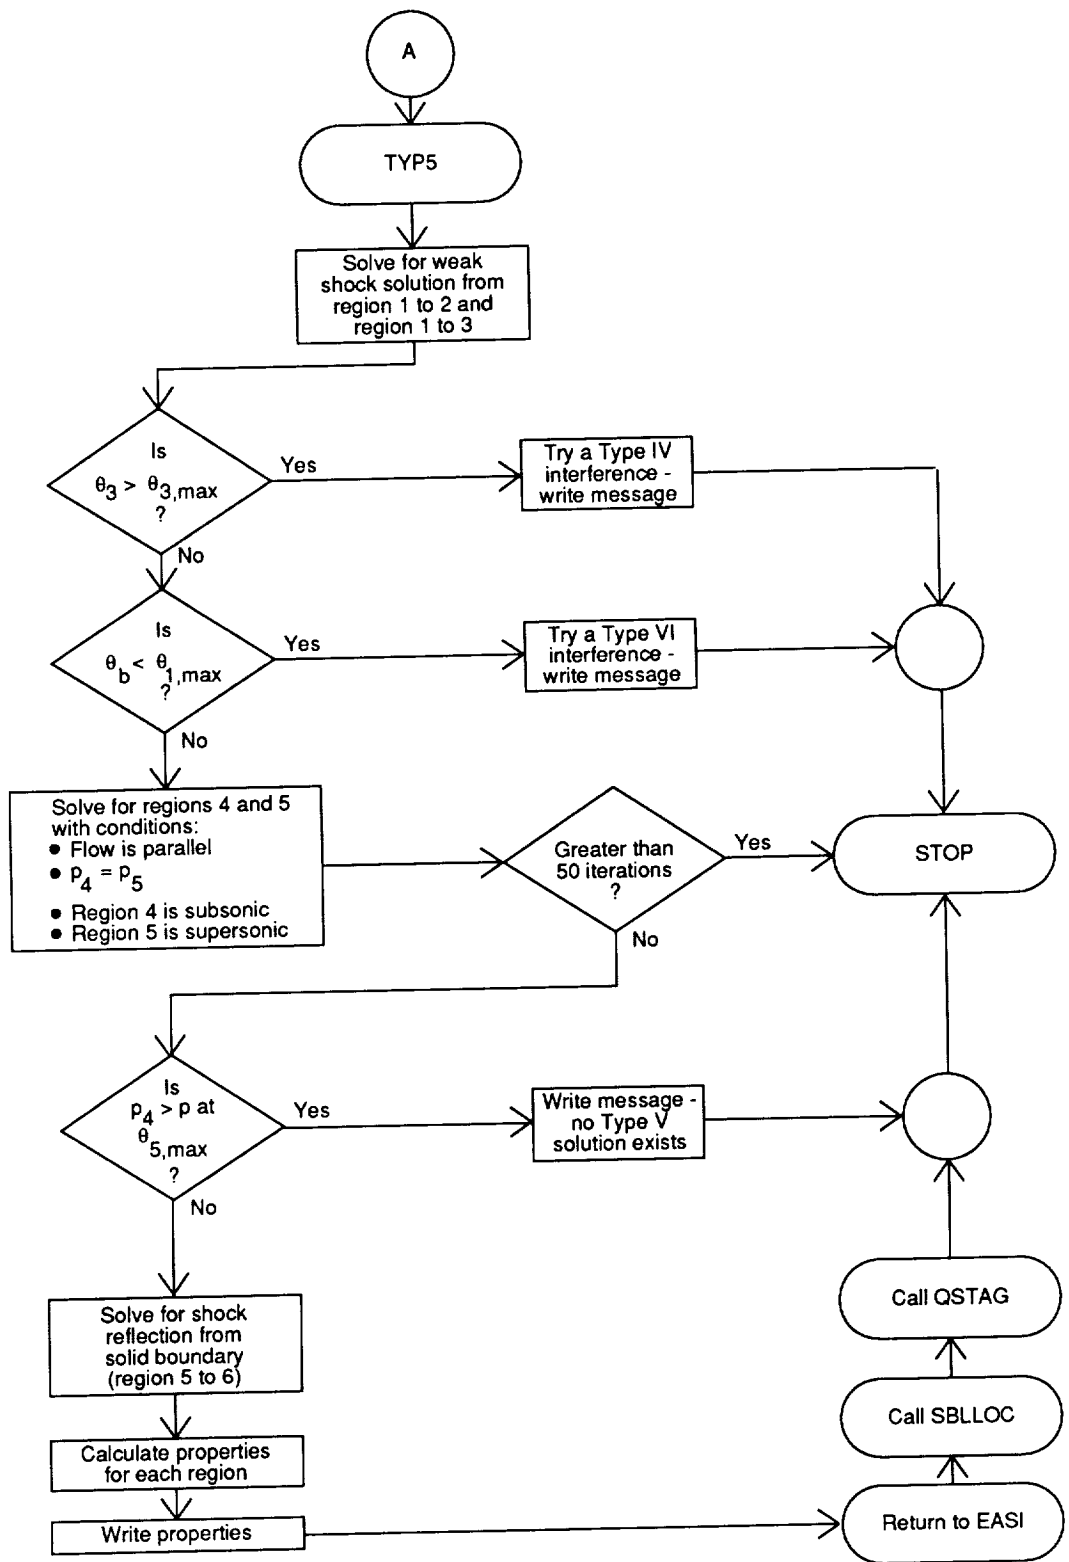 A
TYP5
Solve for weak
shock solution from
region 1 to 2 and
region 1 to 3
Is
θ3 > θ3,max
?
Yes
Try a Type IV
interference -
write message
No
Is
θb < θ1,max
?
Yes
Try a Type VI
interference -
write message
No
Solve for regions 4 and 5
with conditions:
• Flow is parallel
• p4 = p5
• Region 4 is subsonic
• Region 5 is supersonic
Greater than
50 iterations
?
Yes
STOP
No
Is
p4 > p at
θ5,max
?
Yes
Write message -
no Type V
solution exists
No
Solve for shock
reflection from
solid boundary
(region 5 to 6)
Calculate properties
for each region
Write properties
Call QSTAG
Call SBLLOC
Return to EASI